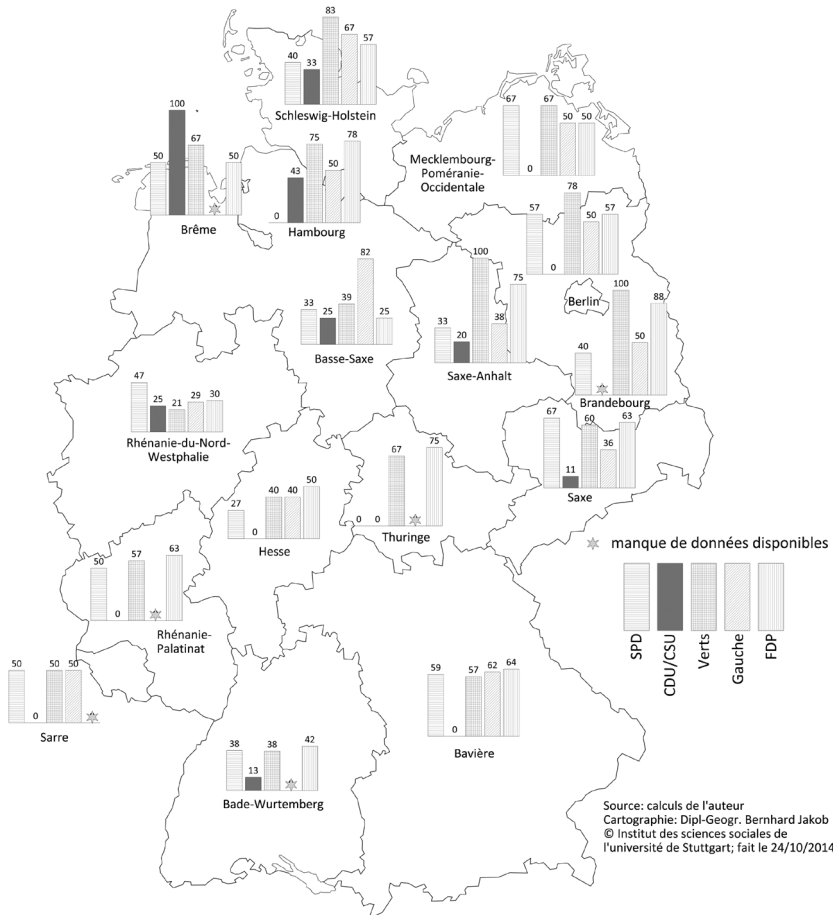 40 33 83 67 57
Schleswig-Holstein
50 100 67 50
Brême
0 43 75 50 78
Hambourg
67 0 67 50 50
Mecklembourg-
Poméranie-
Occidentale
57 0 78 50 57
Berlin
33 25 39 82 25
Basse-Saxe
33 20 100 38 75
Saxe-Anhalt
40 100 50 88
Brandebourg
47 25 21 29 30
Rhénanie-du-Nord-
Westphalie
67 11 60 36 63
Saxe
27 0 40 40 50
Hesse
0 0 67 75
Thuringe
50 0 57 63
Rhénanie-
Palatinat
50 0 50 50
Sarre
38 13 38 42
Bade-Wurtemberg
59 0 57 62 64
Bavière
manque de données disponibles
SPD
CDU/CSU
Verts
Gauche
FDP
Source: calculs de l'auteur
Cartographie: Dipl-Geogr. Bernhard Jakob
© Institut des sciences sociales de
l'université de Stuttgart; fait le 24/10/2014